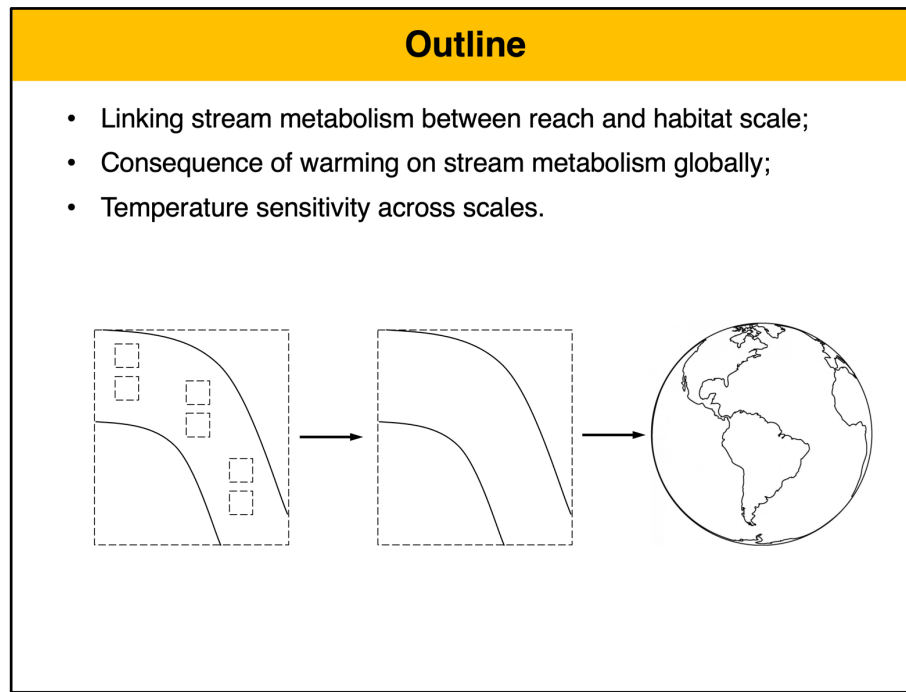 Outline
• Linking stream metabolism between reach and habitat scale;
• Consequence of warming on stream metabolism globally;
• Temperature sensitivity across scales.